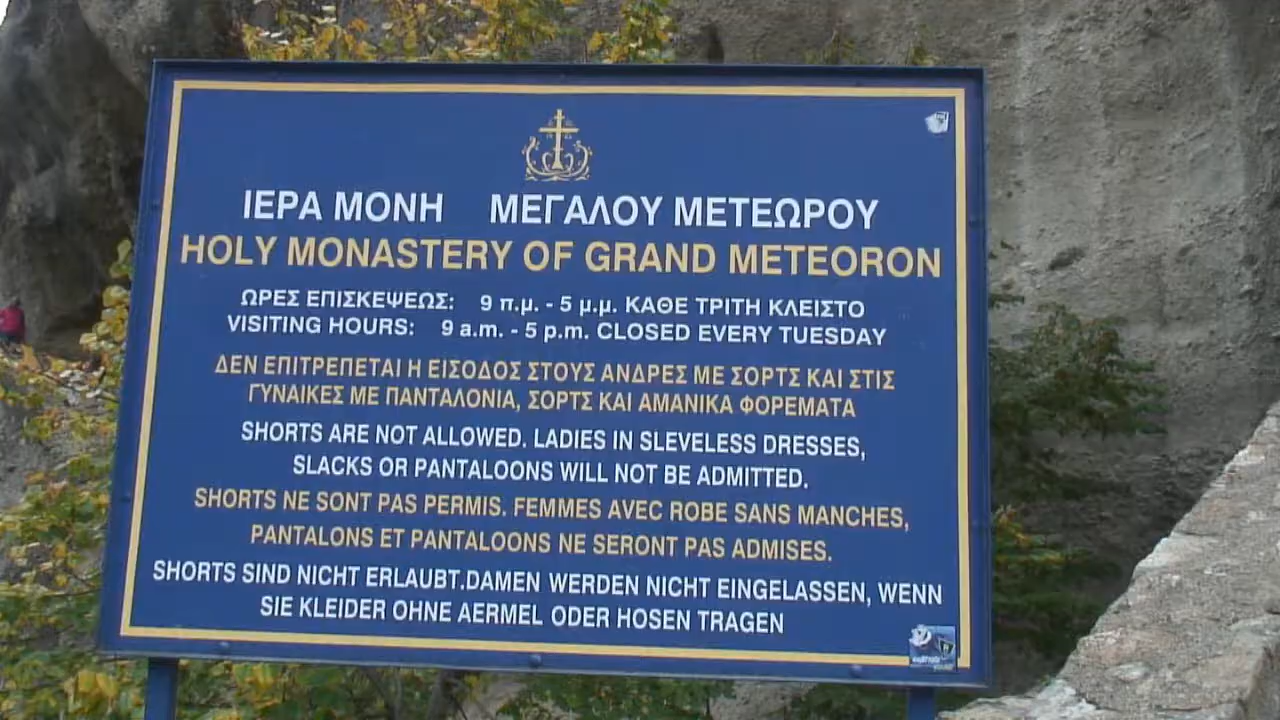 ΙΕΡΑ ΜΟΝΗ ΜΕΓΑΛΟΥ ΜΕΤΕΩΡΟΥ
HOLY MONASTERY OF GRAND METEORON
ΩΡΕΣ ΕΠΙΣΚΕΨΕΩΣ: 9 π.μ. - 5 μ.μ. ΚΑΘΕ ΤΡΙΤΗ ΚΛΕΙΣΤΟ
VISITING HOURS: 9 a.m. - 5 p.m. CLOSED EVERY TUESDAY
ΔΕΝ ΕΠΙΤΡΕΠΕΤΑΙ Η ΕΙΣΟΔΟΣ ΣΤΟΥΣ ΑΝΔΡΕΣ ΜΕ ΣΟΡΤΣ ΚΑΙ ΣΤΙΣ
ΓΥΝΑΙΚΕΣ ΜΕ ΠΑΝΤΑΛΟΝΙΑ, ΣΟΡΤΣ ΚΑΙ ΑΜΑΝΙΚΑ ΦΟΡΕΜΑΤΑ
SHORTS ARE NOT ALLOWED. LADIES IN SLEVELESS DRESSES,
SLACKS OR PANTALOONS WILL NOT BE ADMITTED.
SHORTS NE SONT PAS PERMIS. FEMMES AVEC ROBE SANS MANCHES,
PANTALONS ET PANTALOONS NE SERONT PAS ADMISES.
SHORTS SIND NICHT ERLAUBT.DAMEN WERDEN NICHT EINGELASSEN, WENN
SIE KLEIDER OHNE AERMEL ODER HOSEN TRAGEN